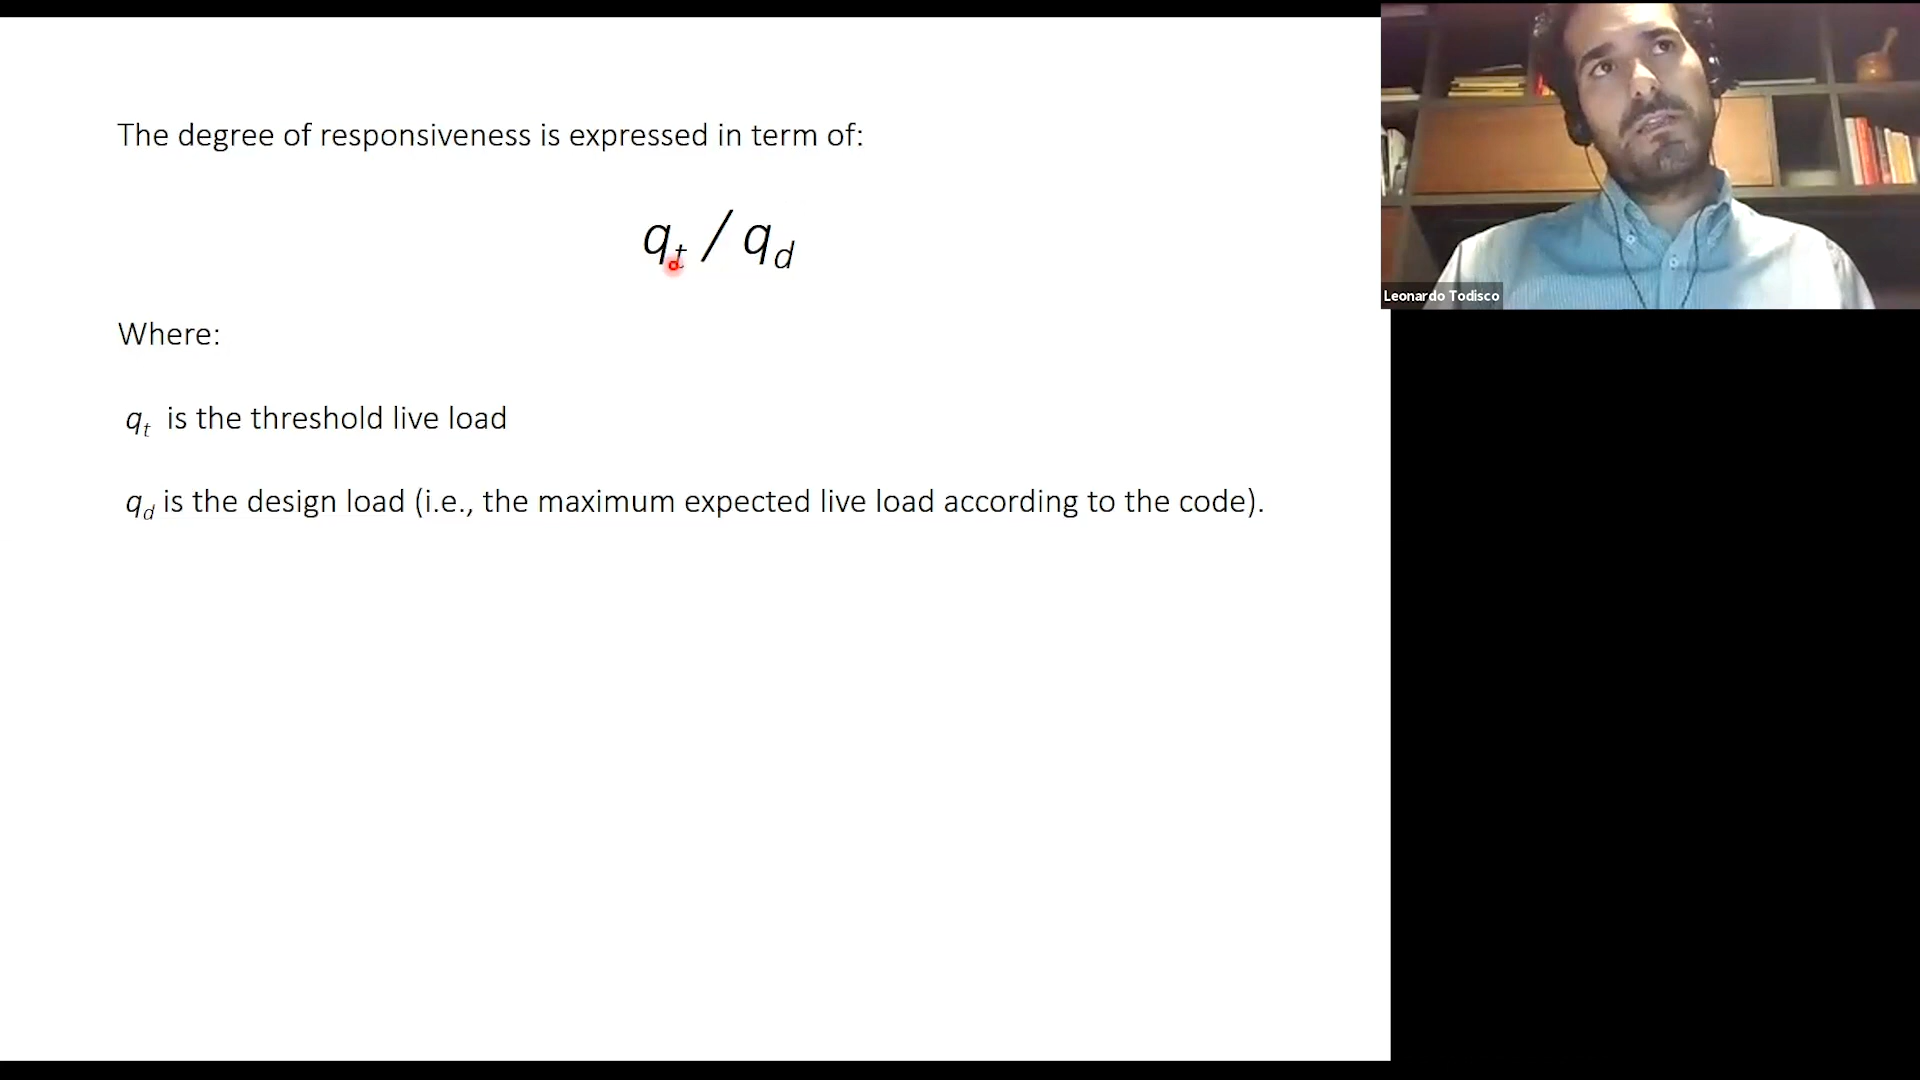 The degree of responsiveness is expressed in term of:
qt / qd
Where:
qt is the threshold live load
qd is the design load (i.e., the maximum expected live load according to the code).
Leonardo Todisco